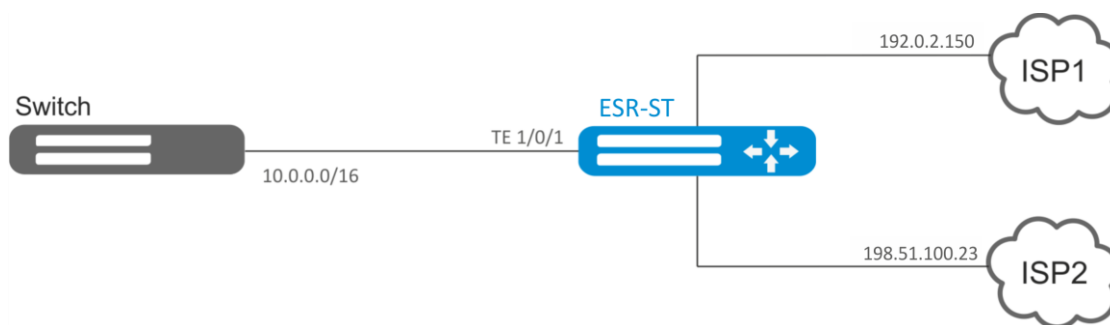 192.0.2.150
ISP1
Switch
ESR-ST
TE 1/0/1
10.0.0.0/16
198.51.100.23
ISP2